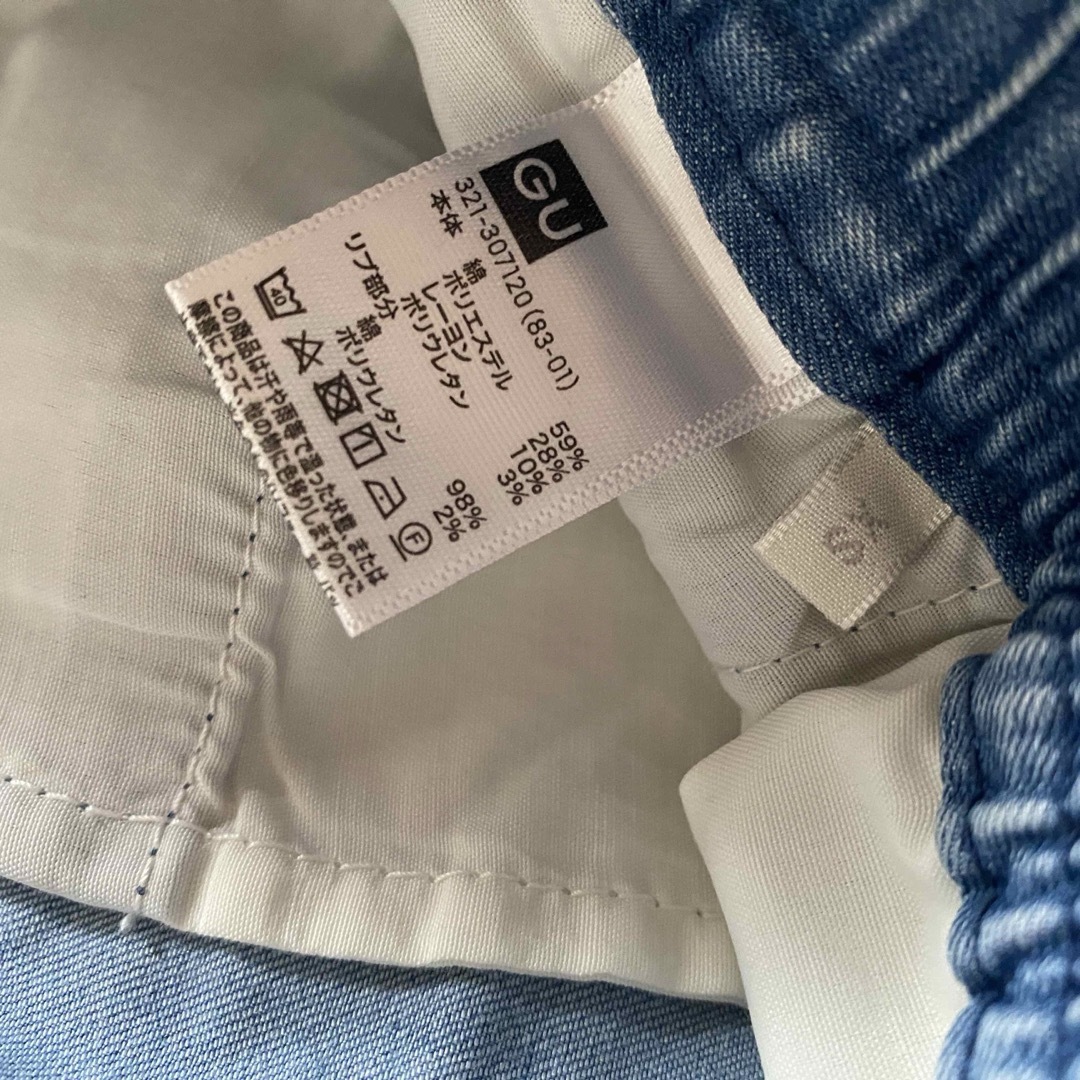 GU
321-307120 (83-01)
本体 綿 59%
ポリエステル 28%
レーヨン 10%
ポリウレタン 3%
リブ部分 綿 98%
ポリウレタン 2%
40
F
この商品は汗や雨等で湿った状態、または
摩擦によって、他の物に色移りしますのでご
S